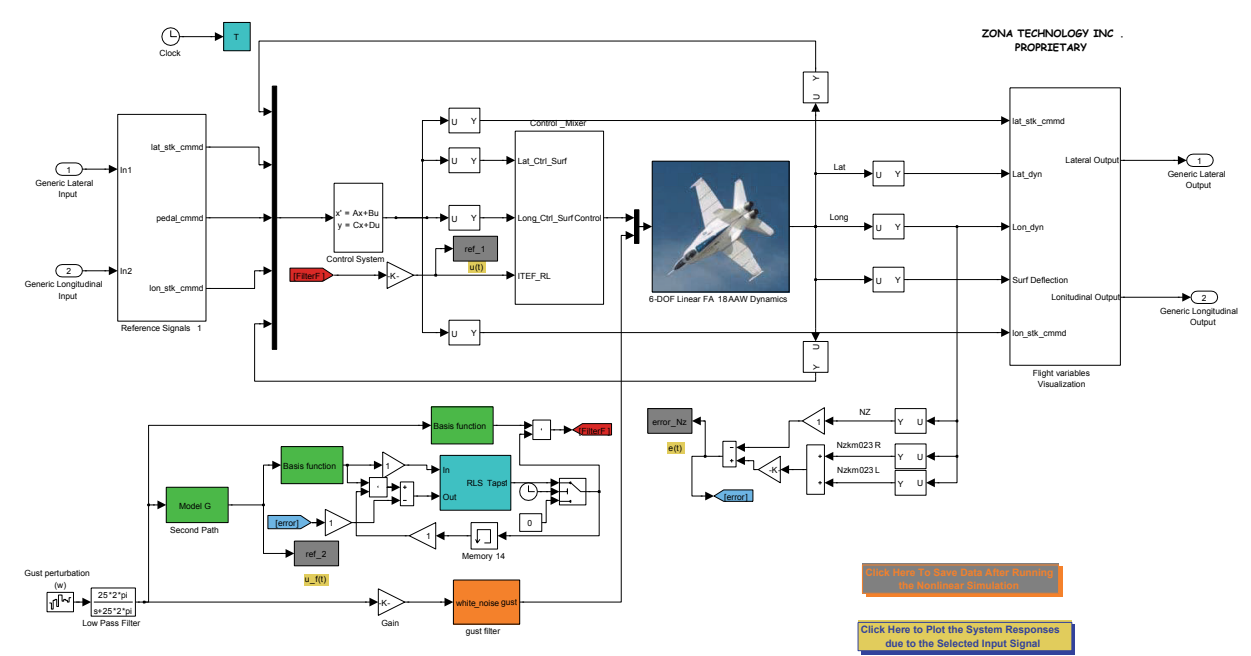 ZONA TECHNOLOGY INC .
PROPRIETARY
Clock
T
In1
In2
lat_stk_cmmd
pedal_cmmd
lon_stk_cmmd
Reference Signals 1
1
Generic Lateral
Input
2
Generic Longitudinal
Input
x' = Ax+Bu
y = Cx+Du
Control System
[FilterF]
-K-
U Y
U Y
U Y
U Y
ref_1
u(t)
Control _Mixer
Lat_Ctrl_Surf
Long_Ctrl_Surf
Control
ITEF_RL
6-DOF Linear FA 18AAW Dynamics
U Y
U Y
Lat
U Y
Long
U Y
U Y
lat_stk_cmmd
Lat_dyn
Lon_dyn
Surf Deflection
lon_stk_cmmd
Lateral Output
Lonitudinal Output
Flight variables
Visualization
1
Generic Lateral
Output
2
Generic Longitudinal
Output
error_Nz
e(t)
1
NZ
Y U
Nzkm023 R
Y U
Nzkm023 L
Y U
-K-
[error]
Basis function
[FilterF]
Basis function
1
In
Out
RLS Tapsf
Model G
Second Path
[error]
1
0
1
Memory 14
ref_2
u_f(t)
Gust perturbation
(w)
25*2*pi
s+25*2*pi
Low Pass Filter
-K-
Gain
white_noise gust
gust filter
Click Here To Save Data After Running
the Nonlinear Simulation
Click Here to Plot the System Responses
due to the Selected Input Signal